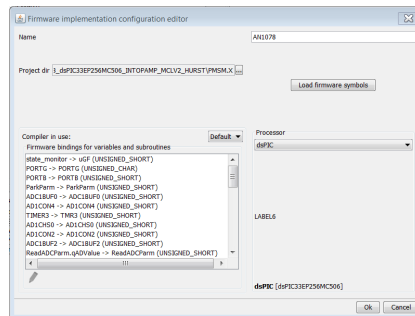 Firmware implementation configuration editor
Name
AN1078
Project dir
3_dsPIC33EP256MC506_INTOPAMP_MCLV2_HURST\PMSM.X
...
Load firmware symbols
Compiler in use:
Default
Processor
dsPIC
Firmware bindings for variables and subroutines
state_monitor -> uGF (UNSIGNED_SHORT)
PORTG -> PORTG (UNSIGNED_CHAR)
PORTB -> PORTB (UNSIGNED_SHORT)
ParkParm -> ParkParm (UNSIGNED_SHORT)
ADC1BUF0 -> ADC1BUF0 (UNSIGNED_SHORT)
AD1CON4 -> AD1CON4 (UNSIGNED_SHORT)
TIMER3 -> TMR3 (UNSIGNED_SHORT)
AD1CHS0 -> AD1CHS0 (UNSIGNED_SHORT)
AD1CON2 -> AD1CON2 (UNSIGNED_SHORT)
ADC1BUF2 -> ADC1BUF2 (UNSIGNED_SHORT)
ReadADCParm.qADValue -> ReadADCParm (UNSIGNED_SHORT)
LABEL6
dsPIC [dsPIC33EP256MC506]
Ok
Cancel